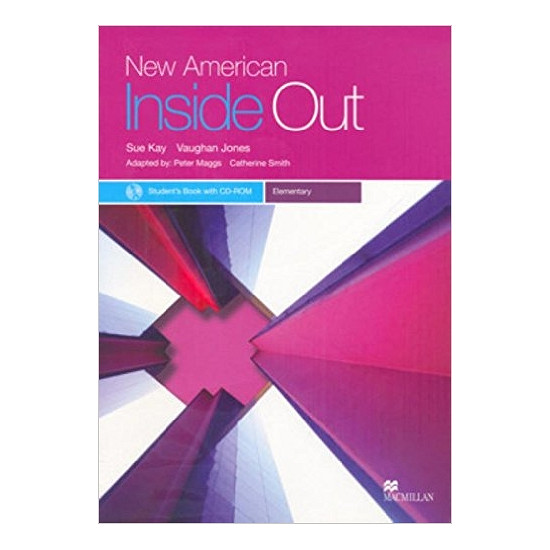 New American
Inside Out
Sue Kay Vaughan Jones
Adapted by: Peter Maggs Catherine Smith
Student's Book with CD-ROM Elementary
MACMILLAN